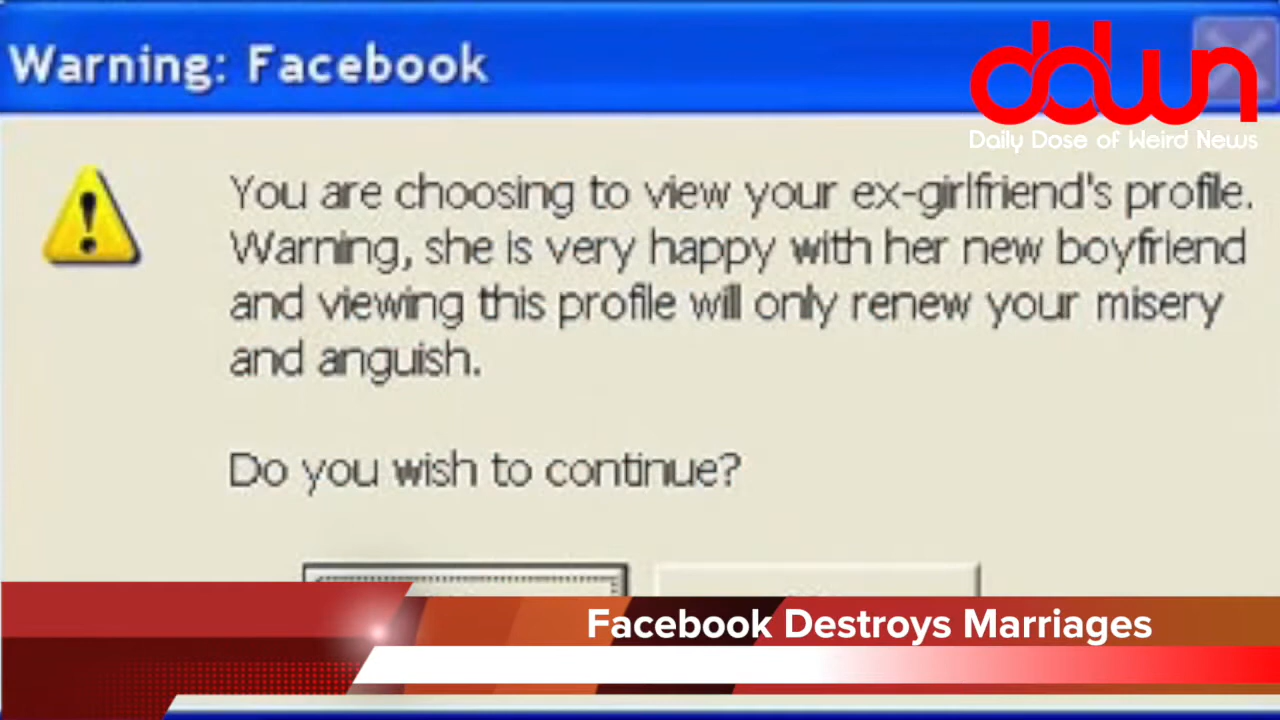 Warning: Facebook
ddwn
Daily Dose of Weird News
You are choosing to view your ex-girlfriend's profile.
Warning, she is very happy with her new boyfriend
and viewing this profile will only renew your misery
and anguish.
Do you wish to continue?
Facebook Destroys Marriages